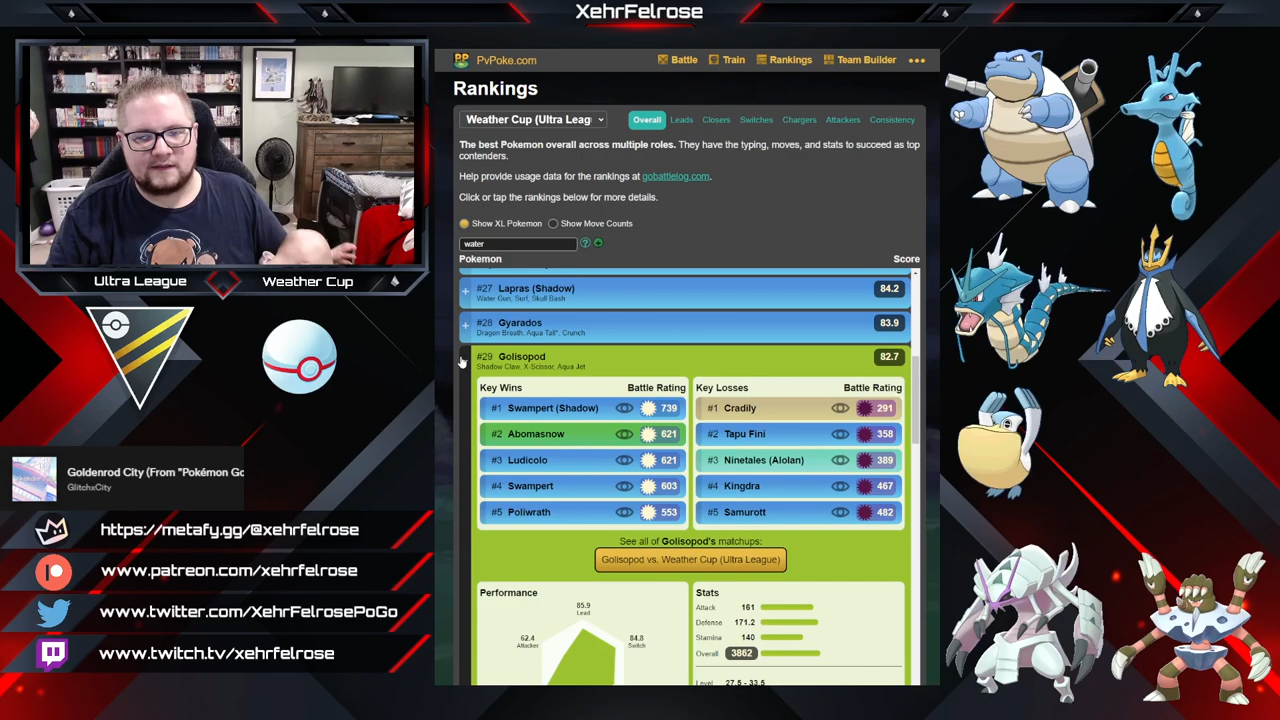 XehrFelrose
PvPoke.com
Battle
Train
Rankings
Team Builder
Rankings
Weather Cup (Ultra Leag
Overall
Leads
Closers
Switches
Chargers
Attackers
Consistency
The best Pokemon overall across multiple roles. They have the typing, moves, and stats to succeed as top
contenders.
Help provide usage data for the rankings at gobattlelog.com.
Click or tap the rankings below for more details.
Show XL Pokemon
Show Move Counts
water
?
Pokemon
Score
#27 Lapras (Shadow)
84.2
Water Gun, Surf, Skull Bash
#28 Gyarados
83.9
Dragon Breath, Aqua Tail*, Crunch
#29 Golisopod
82.7
Shadow Claw, X-Scissor, Aqua Jet
Key Wins
Battle Rating
#1 Swampert (Shadow) 739
#2 Abomasnow 621
#3 Ludicolo 621
#4 Swampert 603
#5 Poliwrath 553
Key Losses
Battle Rating
#1 Cradily 291
#2 Tapu Fini 358
#3 Ninetales (Alolan) 389
#4 Kingdra 467
#5 Samurott 482
See all of Golisopod's matchups:
Golisopod vs. Weather Cup (Ultra League)
Performance
85.9
Lead
62.4
Attacker
84.8
Switch
Stats
Attack 161
Defense 171.2
Stamina 140
Overall 3862
Level 27.5 - 33.5
Ultra League
Weather Cup
Goldenrod City (From "Pokémon Go
GlitchxCity
https://metafy.gg/@xehrfelrose
www.patreon.com/xehrfelrose
www.twitter.com/XehrFelrosePoGo
www.twitch.tv/xehrfelrose